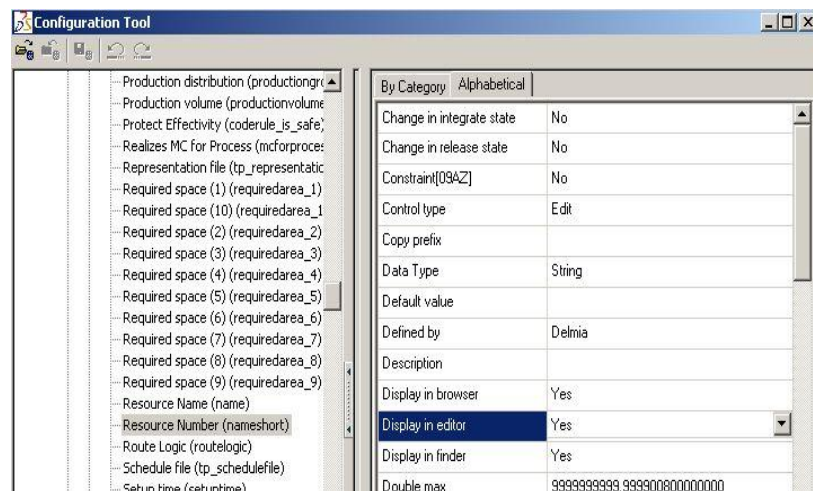 Configuration Tool
Production distribution (productiongr
Production volume (productionvolume
Protect Effectivity (coderule_is_safe)
Realizes MC for Process (mcforproces
Representation file (tp_representatic
Required space (1) (requiredarea_1)
Required space (10) (requiredarea_1
Required space (2) (requiredarea_2)
Required space (3) (requiredarea_3)
Required space (4) (requiredarea_4)
Required space (5) (requiredarea_5)
Required space (6) (requiredarea_6)
Required space (7) (requiredarea_7)
Required space (8) (requiredarea_8)
Required space (9) (requiredarea_9)
Resource Name (name)
Resource Number (nameshort)
Route Logic (routelogic)
Schedule file (tp_schedulefile)
Setup time (setuptime)
By Category Alphabetical
Change in integrate state No
Change in release state No
Constraint[09AZ] No
Control type Edit
Copy prefix
Data Type String
Default value
Defined by Delmia
Description
Display in browser Yes
Display in editor Yes
Display in finder Yes
Double max 9999999999.999900800000000